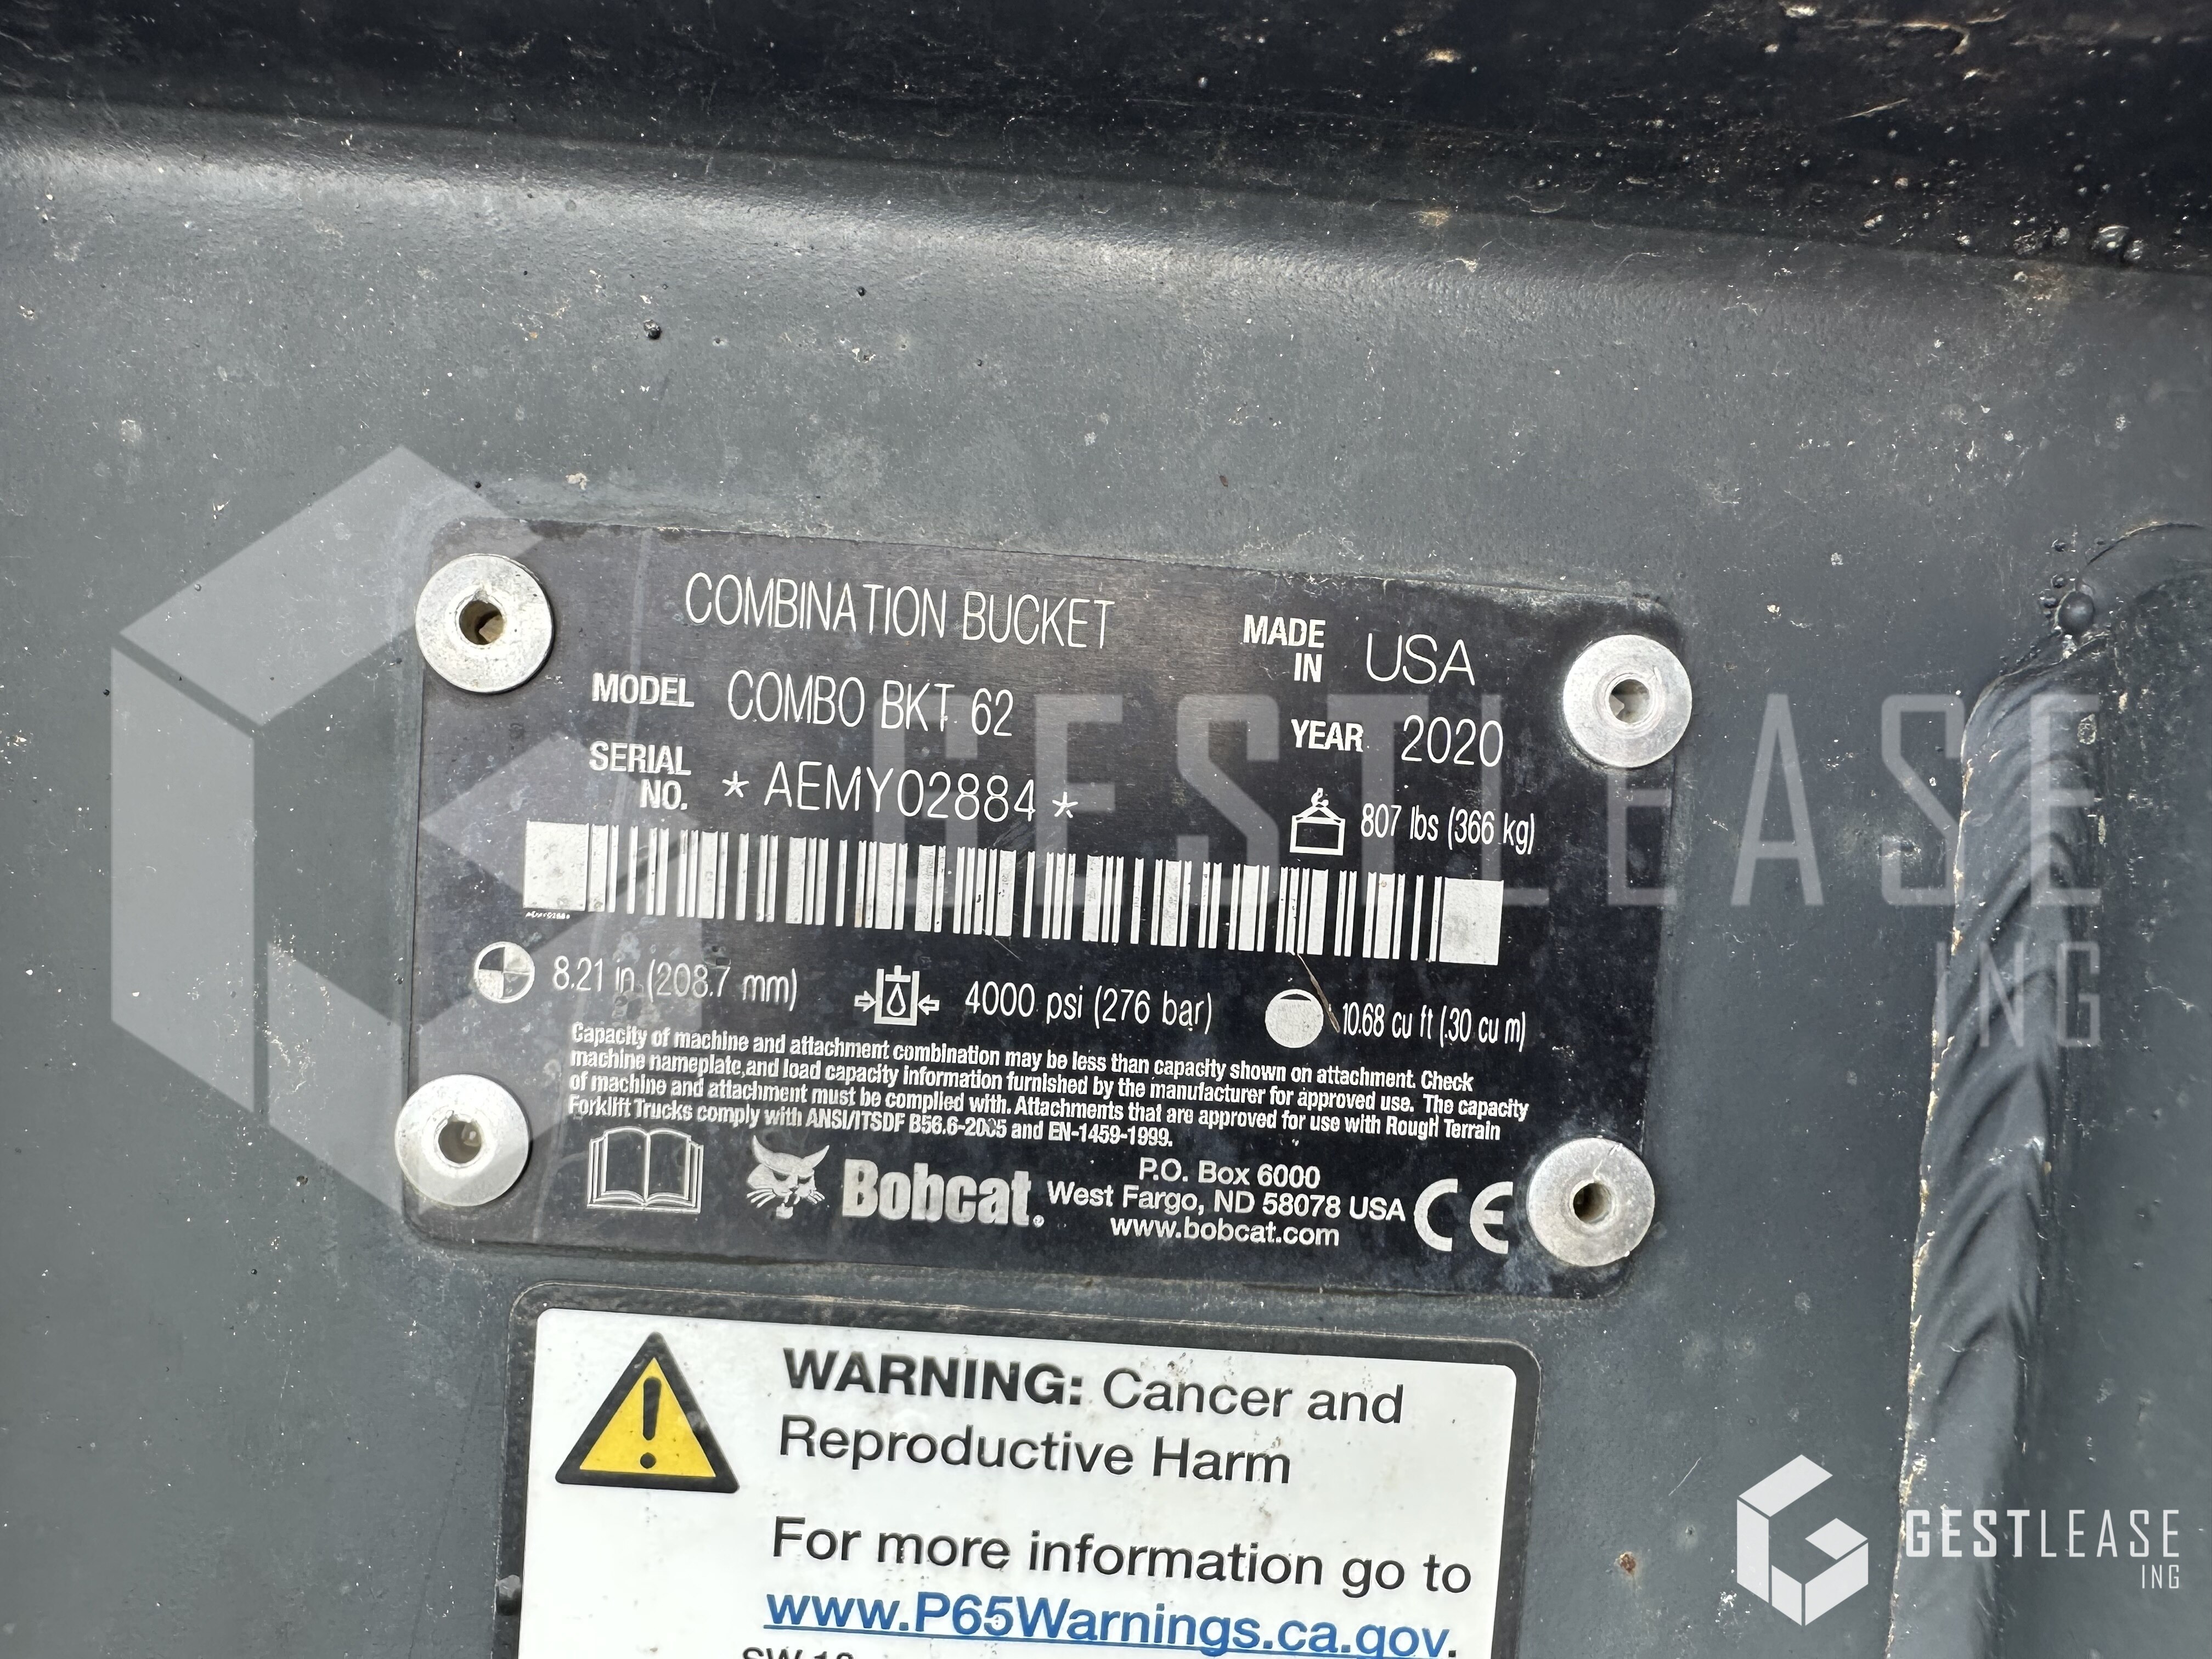 COMBINATION BUCKET
MADE IN USA
MODEL COMBO BKT 62
YEAR 2020
SERIAL NO. * AEMY02884 *
807 lbs (366 kg)
AEMY02884
8.21 in (208.7 mm)
4000 psi (276 bar)
10.68 cu ft (.30 cu m)
Capacity of machine and attachment combination may be less than capacity shown on attachment. Check
machine nameplate,and load capacity information furnished by the manufacturer for approved use. The capacity
of machine and attachment must be complied with. Attachments that are approved for use with Rough Terrain
Forklift Trucks comply with ANSI/ITSDF B56.6-2005 and EN-1459-1999.
Bobcat.
P.O. Box 6000
West Fargo, ND 58078 USA
www.bobcat.com
CE
WARNING: Cancer and
Reproductive Harm
For more information go to
www.P65Warnings.ca.gov.
GESTLEASE
ING
GESTLEASE
ING